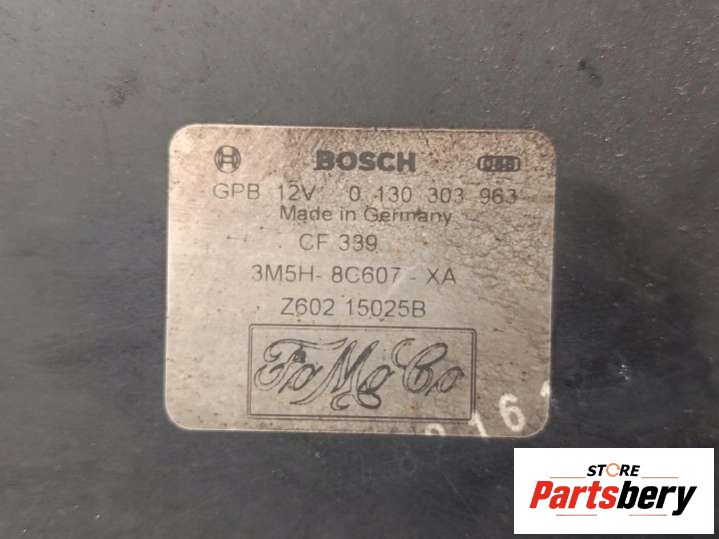 BOSCH
GPB 12V 0 130 303 963
Made in Germany
CF 339
3M5H- 8C607 - XA
Z602 15025B
FoMoCo
STORE
Partsbery